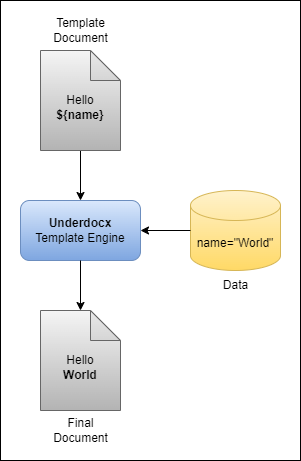 Template
Document
Hello
${name}
Underdocx
Template Engine
name="World"
Data
Hello
World
Final
Document